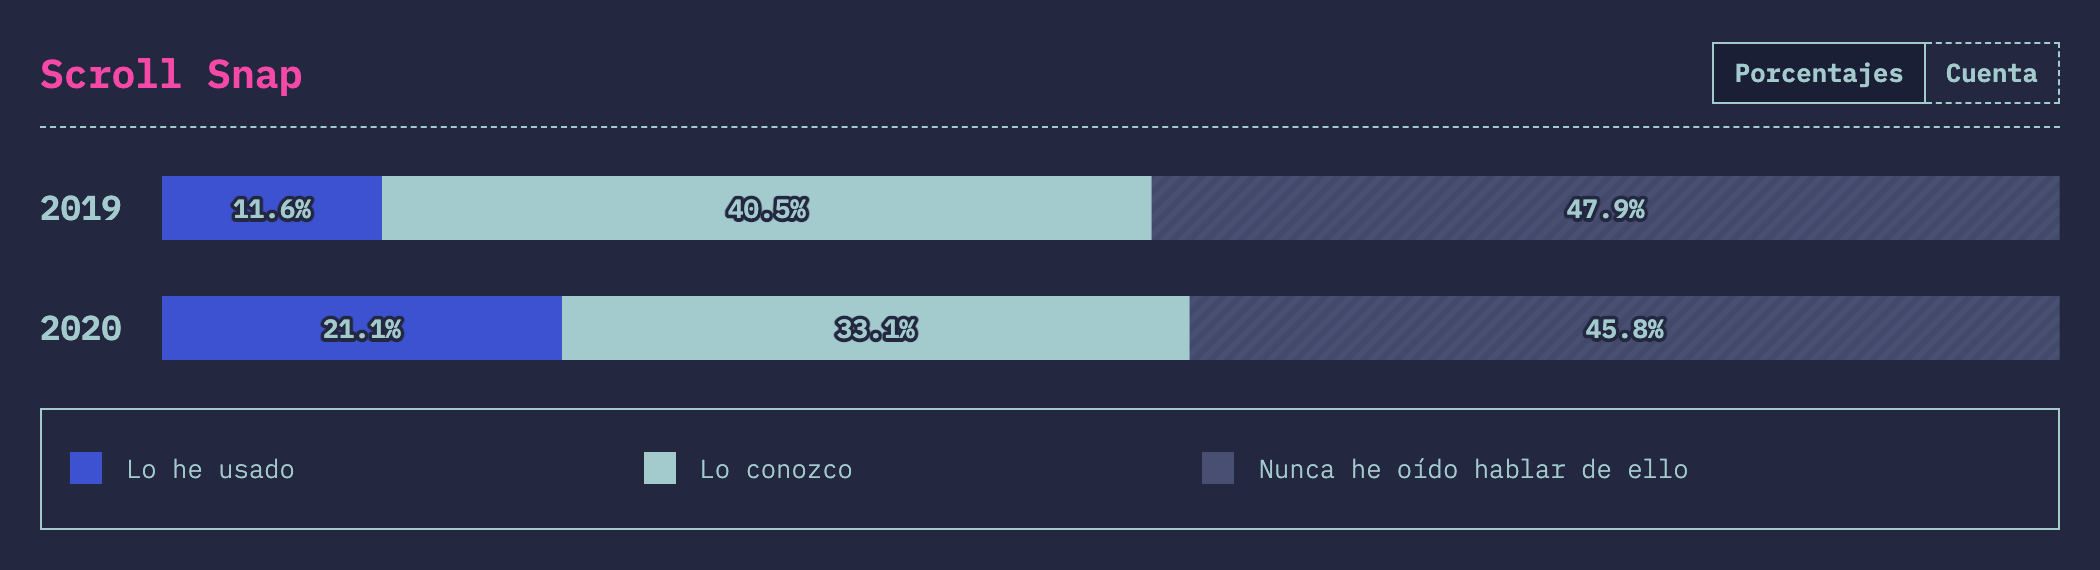 Scroll Snap
Porcentajes Cuenta
2019 11.6% 40.5% 47.9%
2020 21.1% 33.1% 45.8%
Lo he usado Lo conozco Nunca he oído hablar de ello